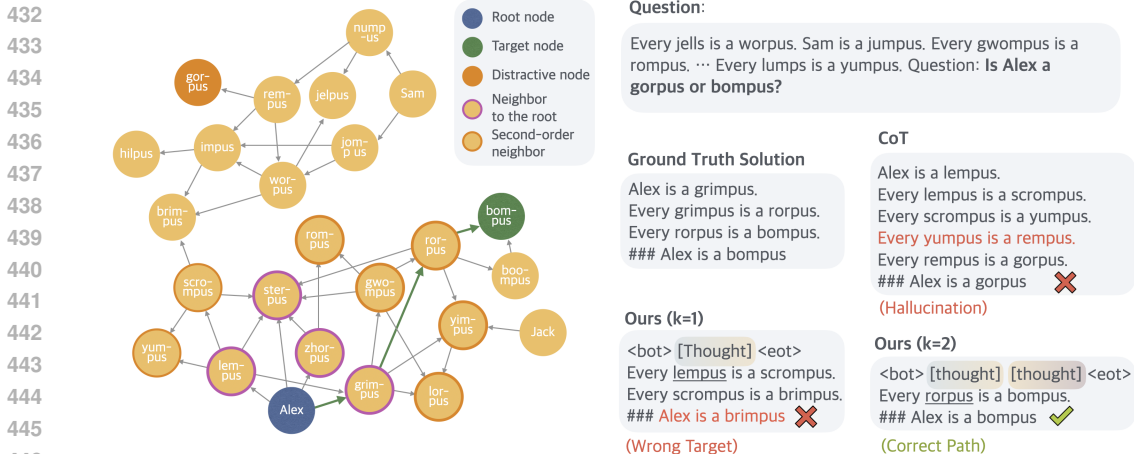 432
433
434
435
436
437
438
439
440
441
442
443
444
445
nump
-us
gor-
pus
rem-
pus
jelpus
Sam
hilpus
impus
jom-
p us
wor-
pus
brim-
pus
bom-
pus
rom-
pus
ror-
pus
boo-
mpus
scro-
mpus
ster-
pus
gwo-
mpus
yim-
pus
Jack
yum-
pus
lem-
pus
zhor-
pus
grim-
pus
lor-
pus
Alex
Root node
Target node
Distractive node
Neighbor
to the root
Second-order
neighbor
Question:
Every jells is a worpus. Sam is a jumpus. Every gwompus is a
rompus. ··· Every lumps is a yumpus. Question: Is Alex a
gorpus or bompus?
Ground Truth Solution
Alex is a grimpus.
Every grimpus is a rorpus.
Every rorpus is a bompus.
### Alex is a bompus
CoT
Alex is a lempus.
Every lempus is a scrompus.
Every scrompus is a yumpus.
Every yumpus is a rempus.
Every rempus is a gorpus.
### Alex is a gorpus
(Hallucination)
Ours (k=1)
<bot> [Thought] <eot>
Every lempus is a scrompus.
Every scrompus is a brimpus.
### Alex is a brimpus
(Wrong Target)
Ours (k=2)
<bot> [thought] [thought] <eot>
Every rorpus is a bompus.
### Alex is a bompus
(Correct Path)